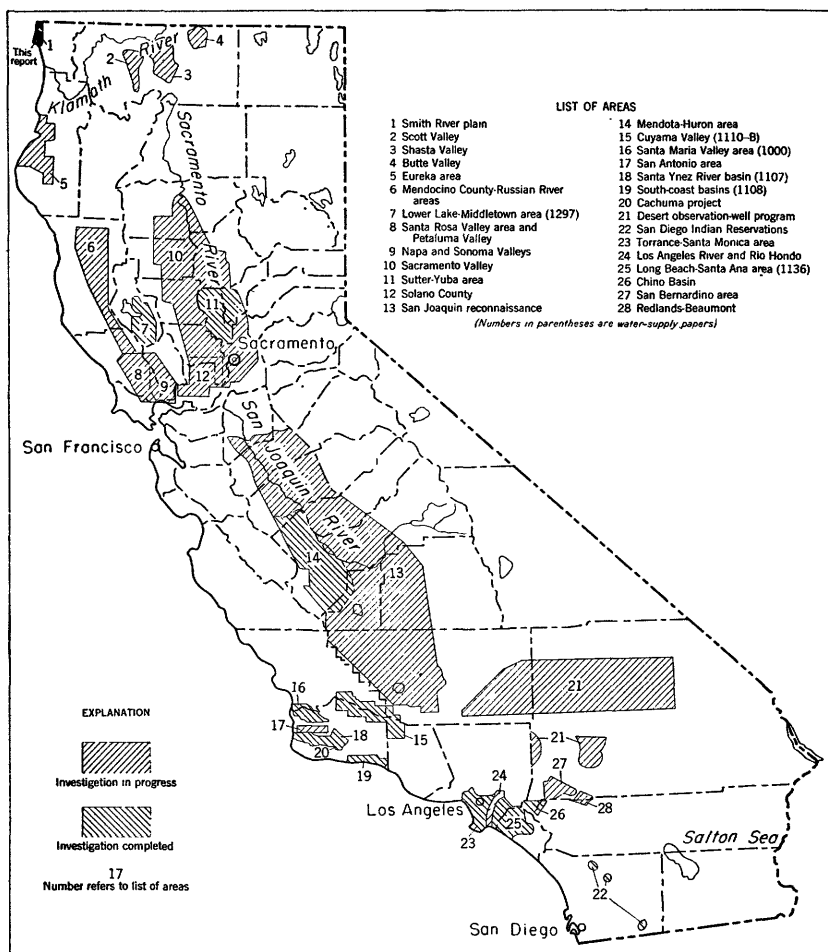 This
report
1
2
River
4
3
Klamath
5
Sacramento
River
6
10
11
7
Sacramento
8
9
12
San Francisco
San
Joaquin
River
14
13
LIST OF AREAS
1 Smith River plain
2 Scott Valley
3 Shasta Valley
4 Butte Valley
5 Eureka area
6 Mendocino County-Russian River
areas
7 Lower Lake-Middletown area (1297)
8 Santa Rosa Valley area and
Petaluma Valley
9 Napa and Sonoma Valleys
10 Sacramento Valley
11 Sutter-Yuba area
12 Solano County
13 San Joaquin reconnaissance
14 Mendota-Huron area
15 Cuyama Valley (1110-B)
16 Santa Maria Valley area (1000)
17 San Antonio area
18 Santa Ynez River basin (1107)
19 South-coast basins (1108)
20 Cachuma project
21 Desert observation-well program
22 San Diego Indian Reservations
23 Torrance-Santa Monica area
24 Los Angeles River and Rio Hondo
25 Long Beach-Santa Ana area (1136)
26 Chino Basin
27 San Bernardino area
28 Redlands-Beaumont
(Numbers in parentheses are water-supply papers)
16
17
18
20
15
19
21
21
24
27
Los Angeles
26
28
25
23
Salton Sea
22
San Diego
EXPLANATION
Investigation in progress
Investigation completed
17
Number refers to list of areas